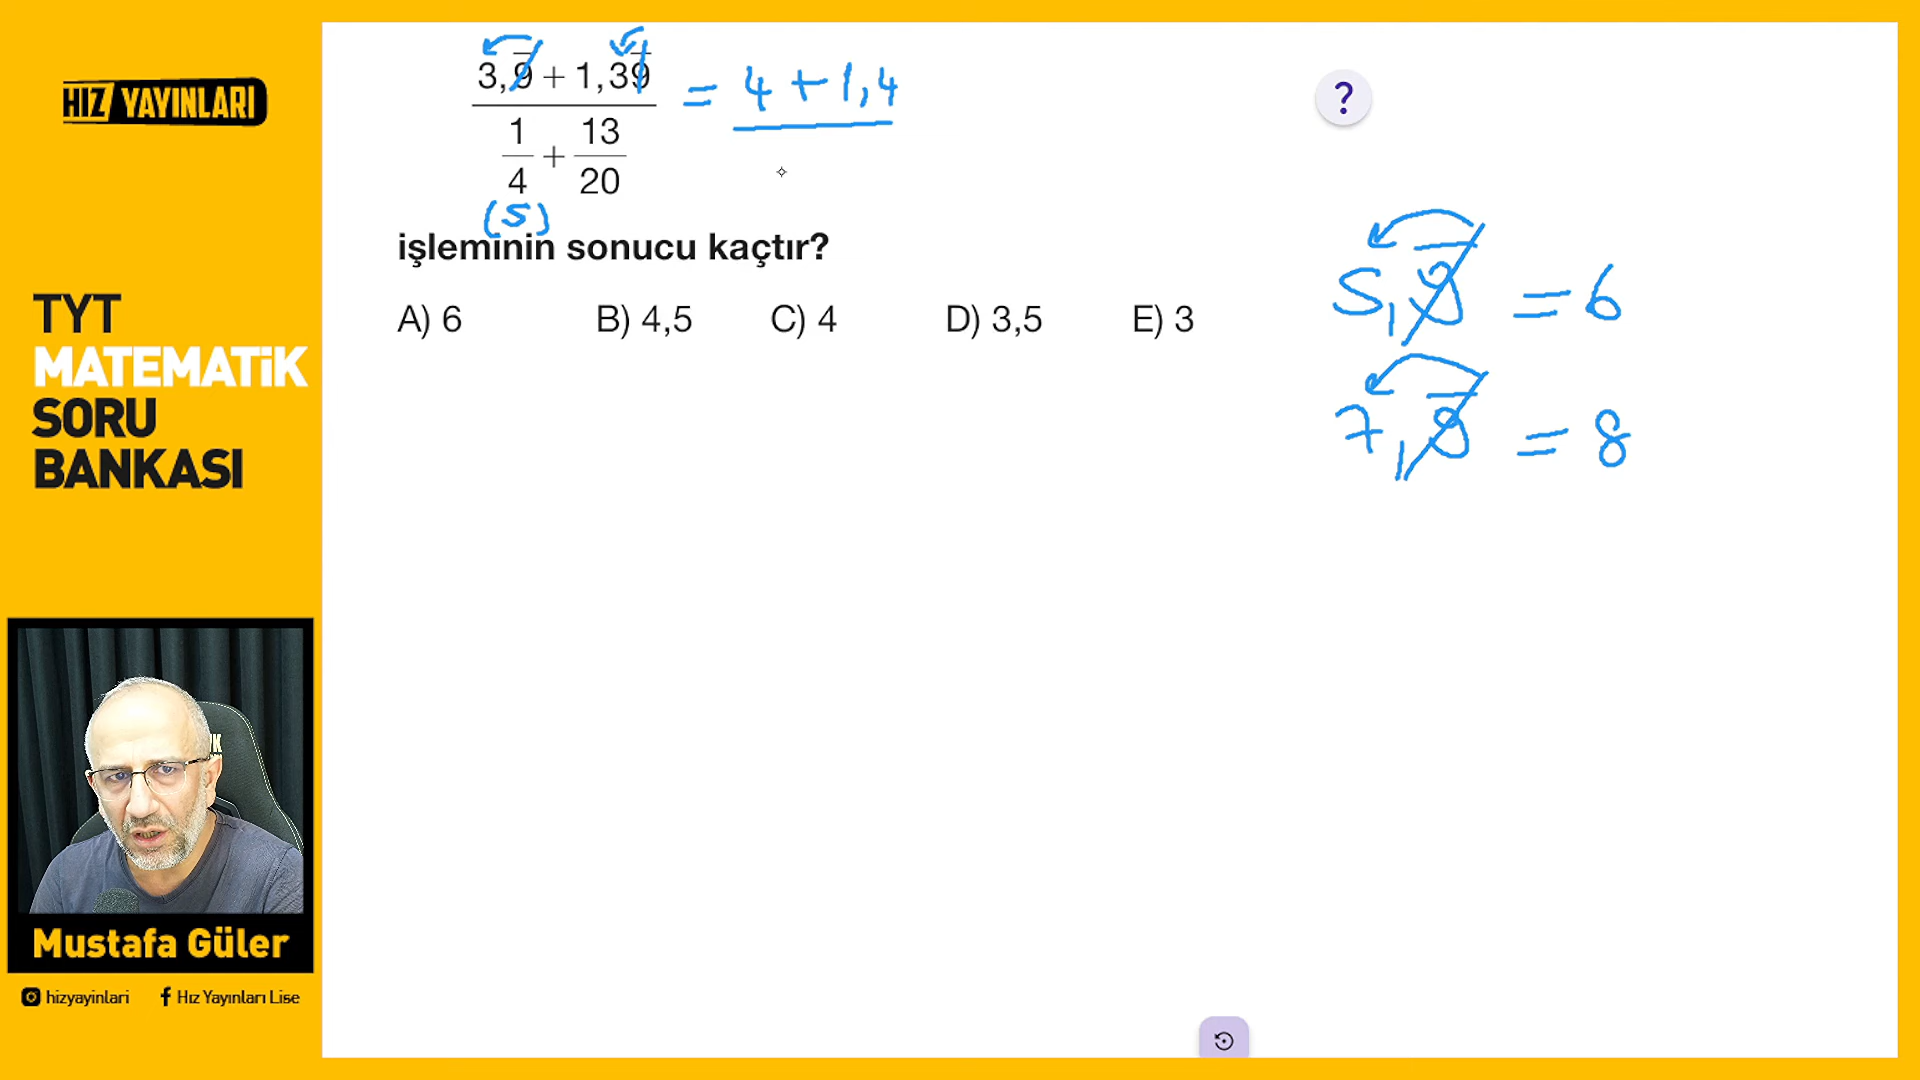 HIZ YAYINLARI
TYT
MATEMATİK
SORU
BANKASI
Mustafa Güler
hizyayinlari
Hız Yayınları Lise
3,9̅ + 1,39̅ = 4 + 1,4
1/4 + 13/20
(5)
işleminin sonucu kaçtır?
A) 6 B) 4,5 C) 4 D) 3,5 E) 3
?
5,9̅ = 6
7,9̅ = 8